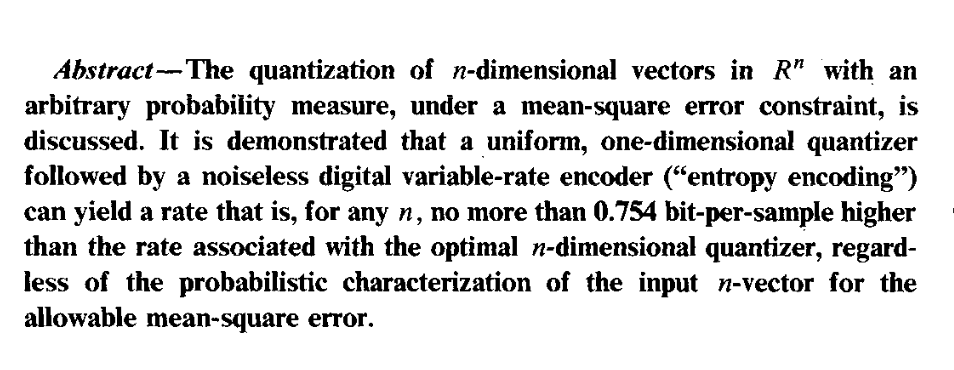 Abstract—The quantization of n-dimensional vectors in Rⁿ with an
arbitrary probability measure, under a mean-square error constraint, is
discussed. It is demonstrated that a uniform, one-dimensional quantizer
followed by a noiseless digital variable-rate encoder (“entropy encoding”)
can yield a rate that is, for any n, no more than 0.754 bit-per-sample higher
than the rate associated with the optimal n-dimensional quantizer, regard-
less of the probabilistic characterization of the input n-vector for the
allowable mean-square error.